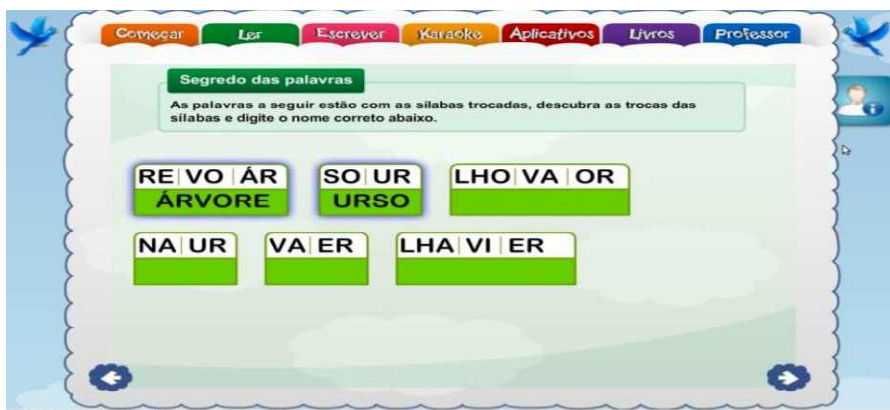 Começar Ler Escrever Karaoke Aplicativos Livros Professor
Segredo das palavras
As palavras a seguir estão com as sílabas trocadas, descubra as trocas das
sílabas e digite o nome correto abaixo.
RE VO ÁR SO UR LHO VA OR
ÁRVORE URSO
NA UR VA ER LHA VI ER